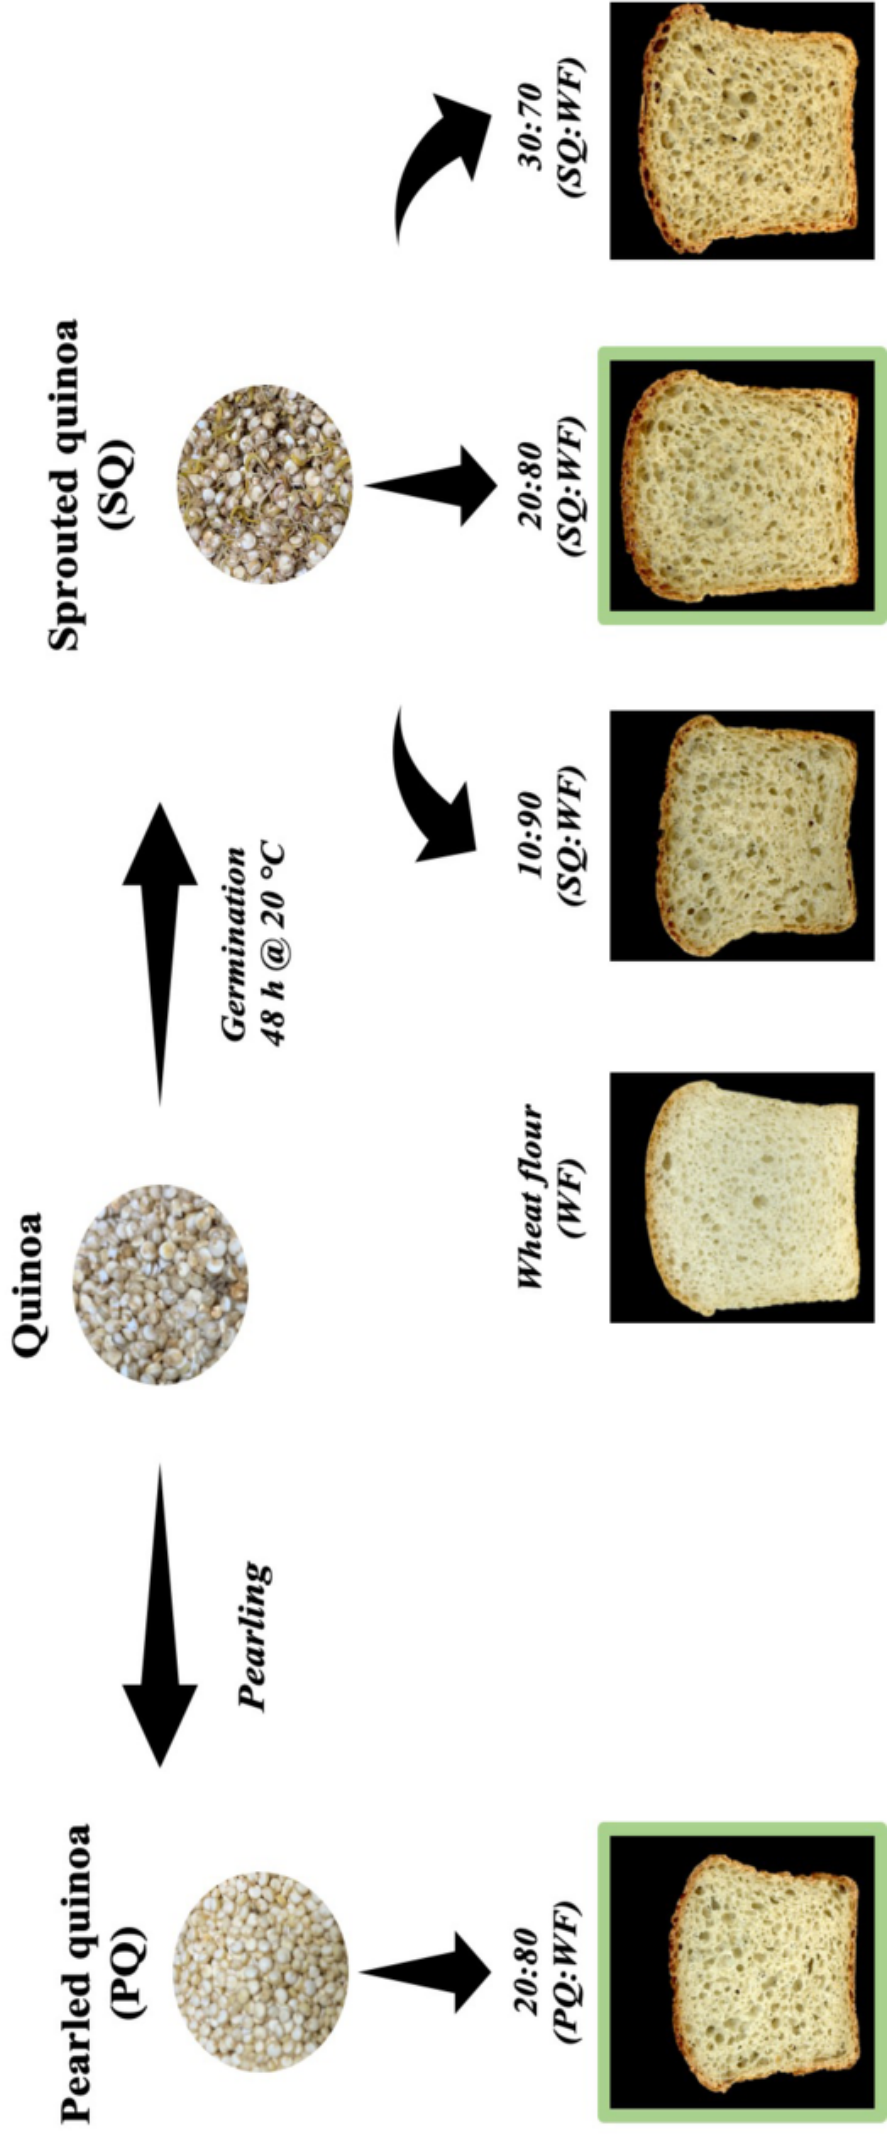 Quinoa
Pearled quinoa
(PQ)
Sprouted quinoa
(SQ)
Pearling
Germination
48 h @ 20 °C
20:80
(PQ:WF)
Wheat flour
(WF)
10:90
(SQ:WF)
20:80
(SQ:WF)
30:70
(SQ:WF)